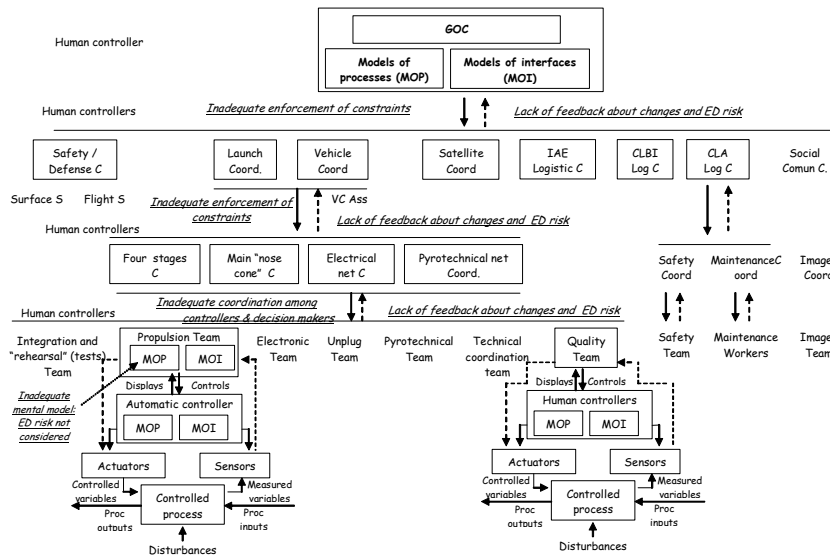 GOC
Human controller
Models of
processes (MOP)
Models of interfaces
(MOI)
Human controllers
Inadequate enforcement of constraints
Lack of feedback about changes and ED risk
Safety /
Defense C
Launch
Coord.
Vehicle
Coord
Satellite
Coord
IAE
Logistic C
CLBI
Log C
CLA
Log C
Social
Comun C.
Surface S
Flight S
Inadequate enforcement of
constraints
VC Ass
Lack of feedback about changes and ED risk
Human controllers
Four stages
C
Main "nose
cone" C
Electrical
net C
Pyrotechnical net
Coord.
Safety
Coord
MaintenanceC
oord
Image
Coord
Inadequate coordination among
controllers & decision makers
Lack of feedback about changes and ED risk
Human controllers
Integration and
"rehearsal" (tests)
Team
Propulsion Team
MOP
MOI
Electronic
Team
Unplug
Team
Pyrotechnical
Team
Technical
coordination
team
Quality
Team
Safety
Team
Maintenance
Workers
Image
Team
Displays
Controls
Inadequate
mental model:
ED risk not
considered
Automatic controller
MOP
MOI
Displays
Controls
Human controllers
MOP
MOI
Actuators
Sensors
Controlled
variables
Measured
variables
Controlled
process
Proc
outputs
Proc
inputs
Disturbances
Actuators
Sensors
Controlled
variables
Measured
variables
Controlled
process
Proc
outputs
Proc
inputs
Disturbances